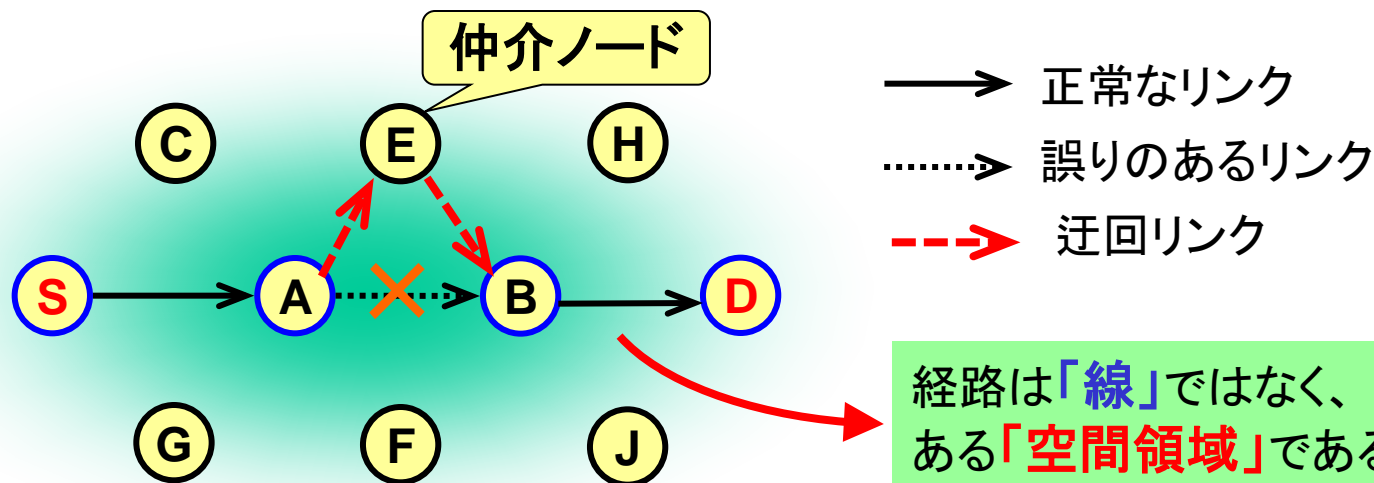 仲介ノード
正常なリンク
C
E
H
誤りのあるリンク
迂回リンク
S
A
B
D
経路は「線」ではなく、
ある「空間領域」である
G
F
J